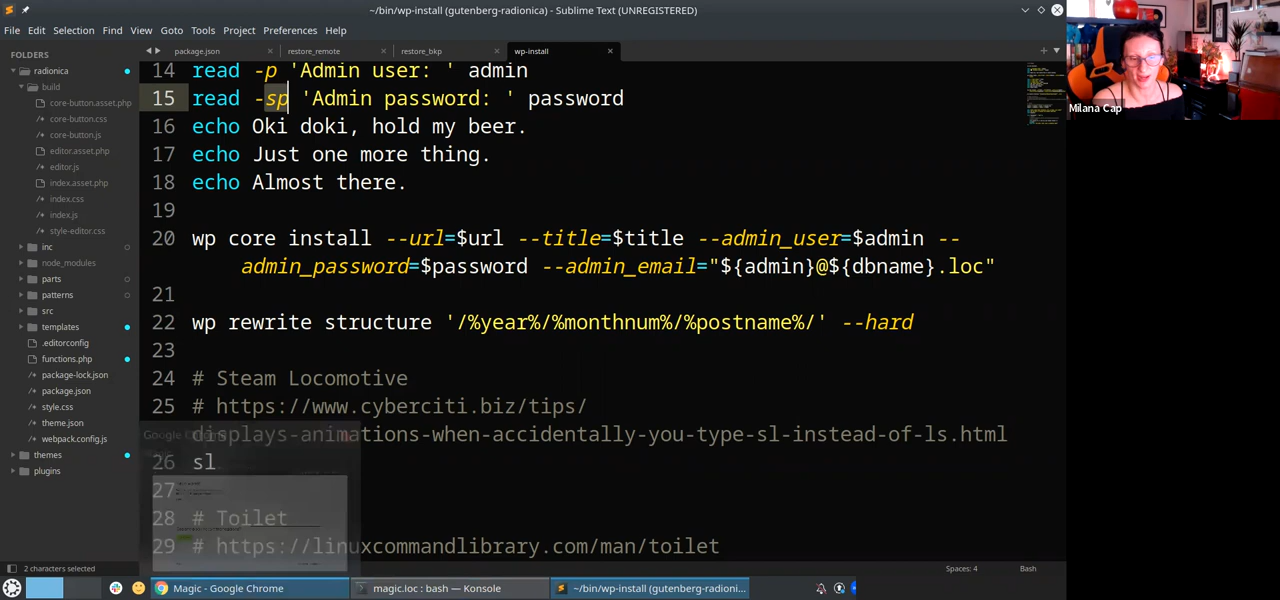 ~/bin/wp-install (gutenberg-radionica) - Sublime Text (UNREGISTERED)
File Edit Selection Find View Goto Tools Project Preferences Help
FOLDERS
radionica
build
core-button.asset.php
core-button.css
core-button.js
editor.asset.php
editor.js
index.asset.php
index.css
index.js
style-editor.css
inc
node_modules
parts
patterns
src
templates
.editorconfig
functions.php
package-lock.json
package.json
style.css
theme.json
webpack.config.js
themes
plugins
package.json restore_remote restore_bkp wp-install
14 read -p 'Admin user: ' admin
15 read -sp 'Admin password: ' password
16 echo Oki doki, hold my beer.
17 echo Just one more thing.
18 echo Almost there.
19
20 wp core install --url=$url --title=$title --admin_user=$admin --
admin_password=$password --admin_email="${admin}@${dbname}.loc"
21
22 wp rewrite structure '/%year%/%monthnum%/%postname%/' --hard
23
24 # Steam Locomotive
25 # https://www.cyberciti.biz/tips/
displays-animations-when-accidentally-you-type-sl-instead-of-ls.html
26 sl
27
28 # Toilet
29 # https://linuxcommandlibrary.com/man/toilet
Google Chrome
2 characters selected
Spaces: 4
Bash
Magic - Google Chrome
magic.loc : bash — Konsole
~/bin/wp-install (gutenberg-radioni...
Milana Cap